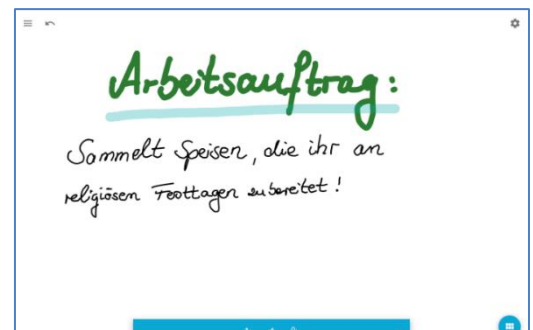 Arbeitsauftrag:
Sammelt Speisen, die ihr an
religiösen Festtagen zubereitet!